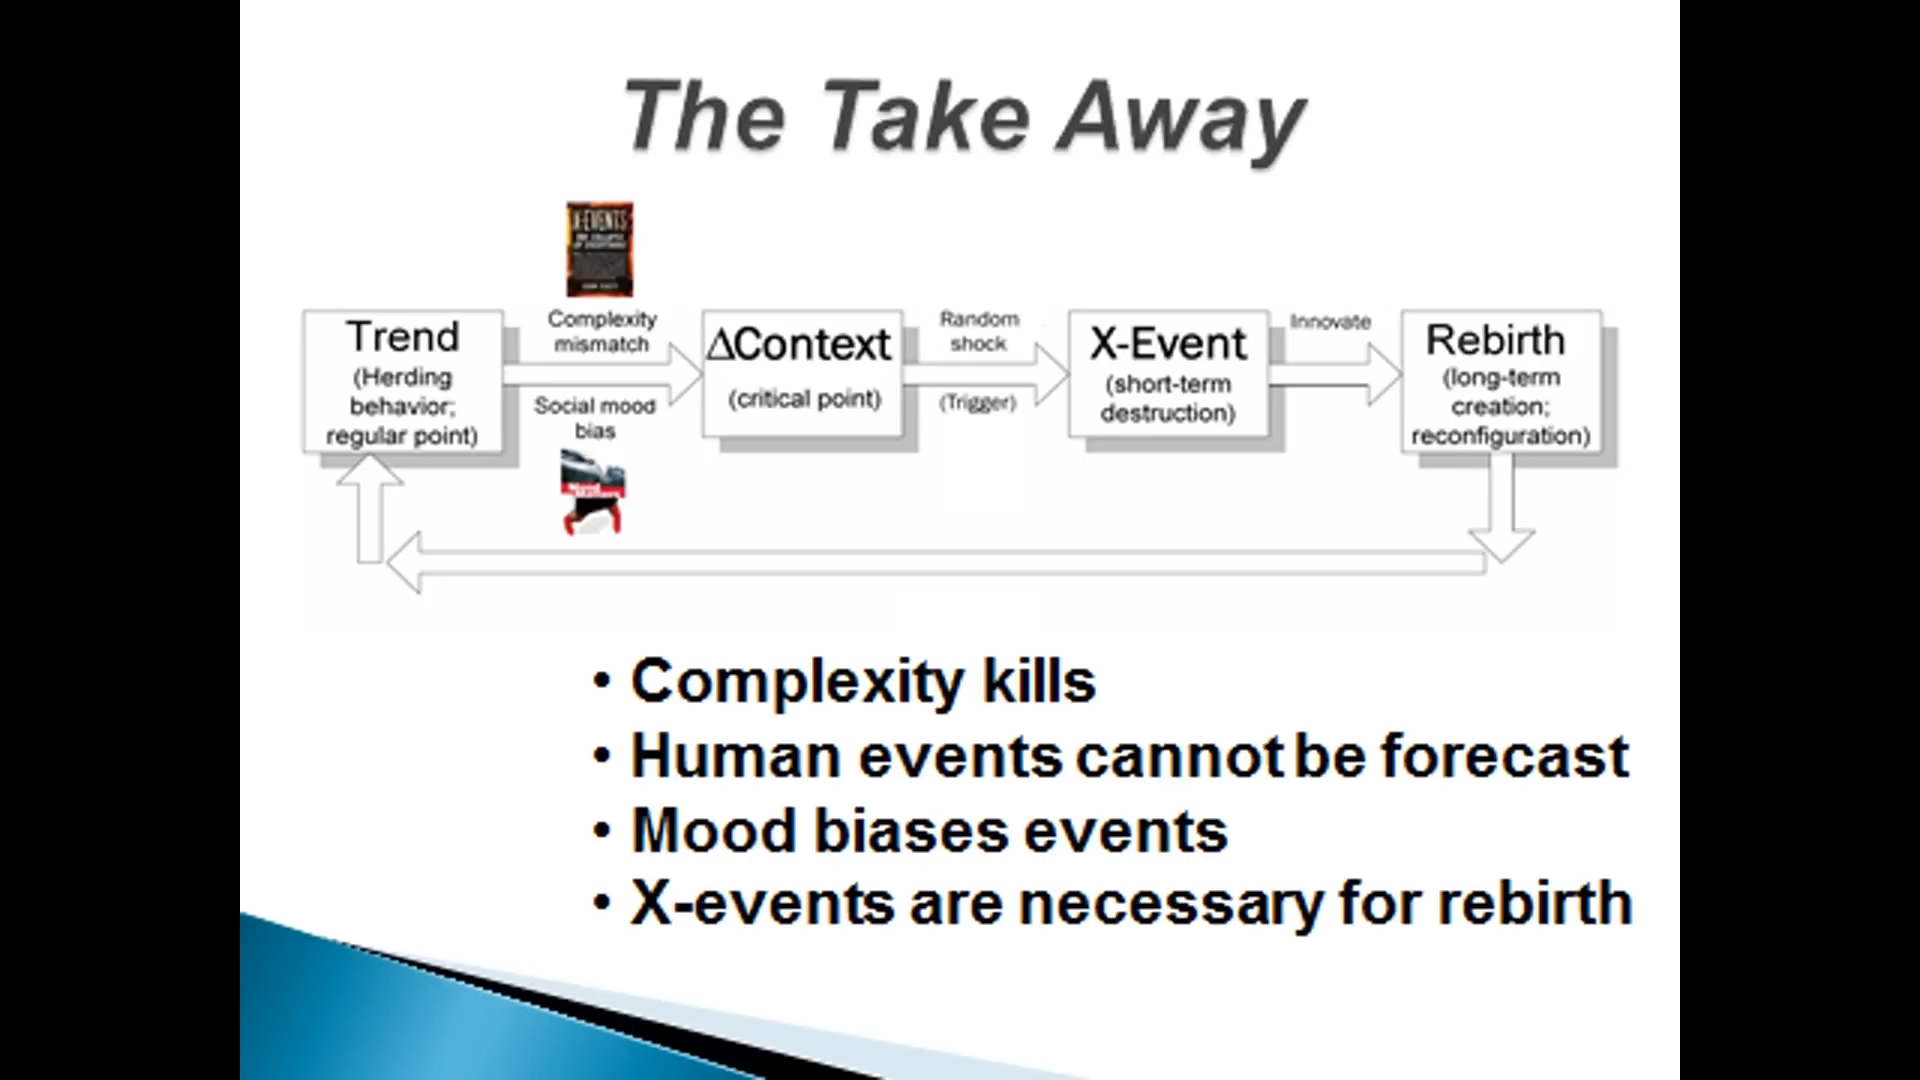 The Take Away
X-EVENTS
Complexity
mismatch
Social mood
bias
Trend
(Herding
behavior;
regular point)
ΔContext
(critical point)
Random
shock
(Trigger)
X-Event
(short-term
destruction)
Innovate
Rebirth
(long-term
creation;
reconfiguration)
• Complexity kills
• Human events cannot be forecast
• Mood biases events
• X-events are necessary for rebirth